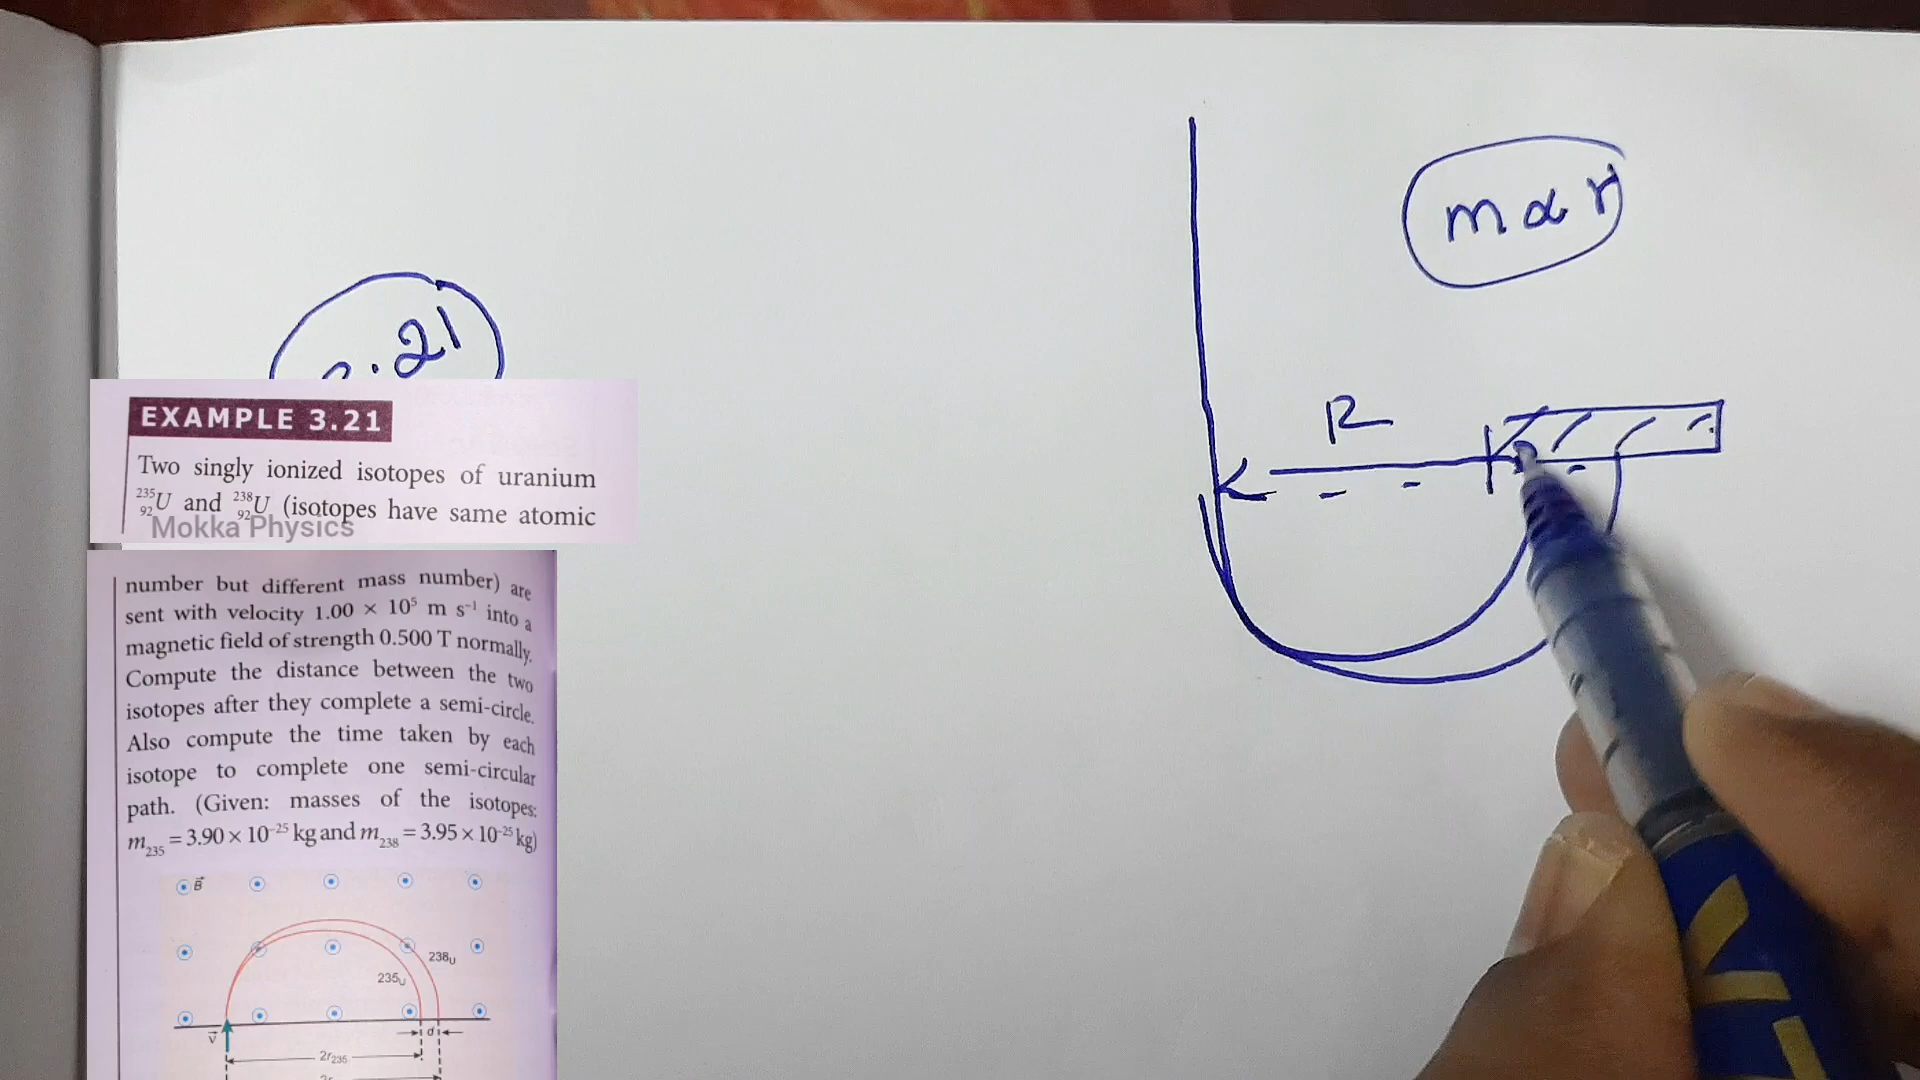 m α r
R
.21
EXAMPLE 3.21
Two singly ionized isotopes of uranium
²³⁵₉₂U and ²³⁸₉₂U (isotopes have same atomic
Mokka Physics
number but different mass number) are
sent with velocity 1.00 × 10⁵ m s⁻¹ into a
magnetic field of strength 0.500 T normally.
Compute the distance between the two
isotopes after they complete a semi-circle.
Also compute the time taken by each
isotope to complete one semi-circular
path. (Given: masses of the isotopes:
m₂₃₅ = 3.90 × 10⁻²⁵ kg and m₂₃₈ = 3.95 × 10⁻²⁵ kg)
B⃗
238U
235U
v⃗
d
2r₂₃₅